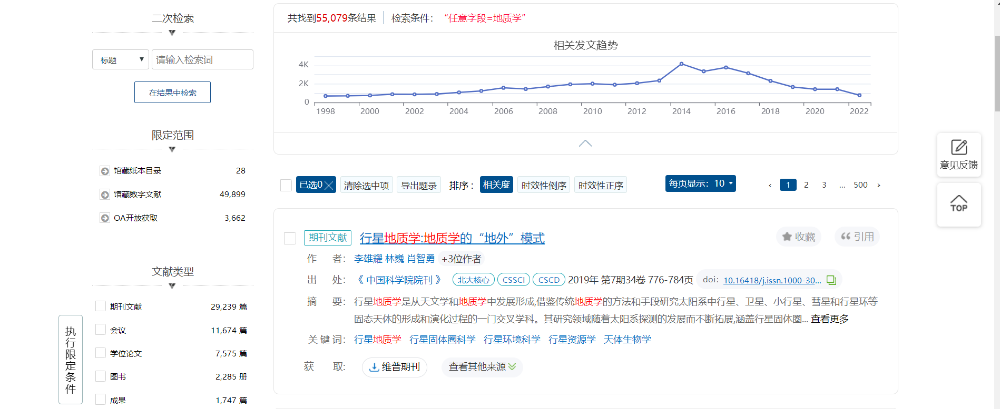 二次检索
标题 请输入检索词
在结果中检索
限定范围
馆藏纸本目录 28
馆藏数字文献 49,899
OA开放获取 3,662
文献类型
期刊文献 29,239 篇
会议 11,674 篇
学位论文 7,575 篇
图书 2,285 册
成果 1,747 篇
执行限定条件
共找到55,079条结果 检索条件：“任意字段=地质学”
相关发文趋势
4K
2K
0
1998 2000 2002 2004 2006 2008 2010 2012 2014 2016 2018 2020 2022
已选0 清除选中项 导出题录 排序： 相关度 时效性倒序 时效性正序 每页显示：10 ‹ 1 2 3 ... 500 ›
期刊文献 行星地质学:地质学的“地外”模式 收藏 引用
作者： 李雄耀 林巍 肖智勇 +3位作者
出处： 《 中国科学院院刊 》 北大核心 CSSCI CSCD 2019年 第7期34卷 776-784页 doi：10.16418/j.issn.1000-30...
摘要： 行星地质学是从天文学和地质学中发展形成,借鉴传统地质学的方法和手段研究太阳系中行星、卫星、小行星、彗星和行星环等
固态天体的形成和演化过程的一门交叉学科。其研究领域随着太阳系探测的发展而不断拓展,涵盖行星固体圈... 查看更多
关键词： 行星地质学 行星固体圈科学 行星环境科学 行星资源学 天体生物学
获取： 维普期刊 查看其他来源
意见反馈
TOP